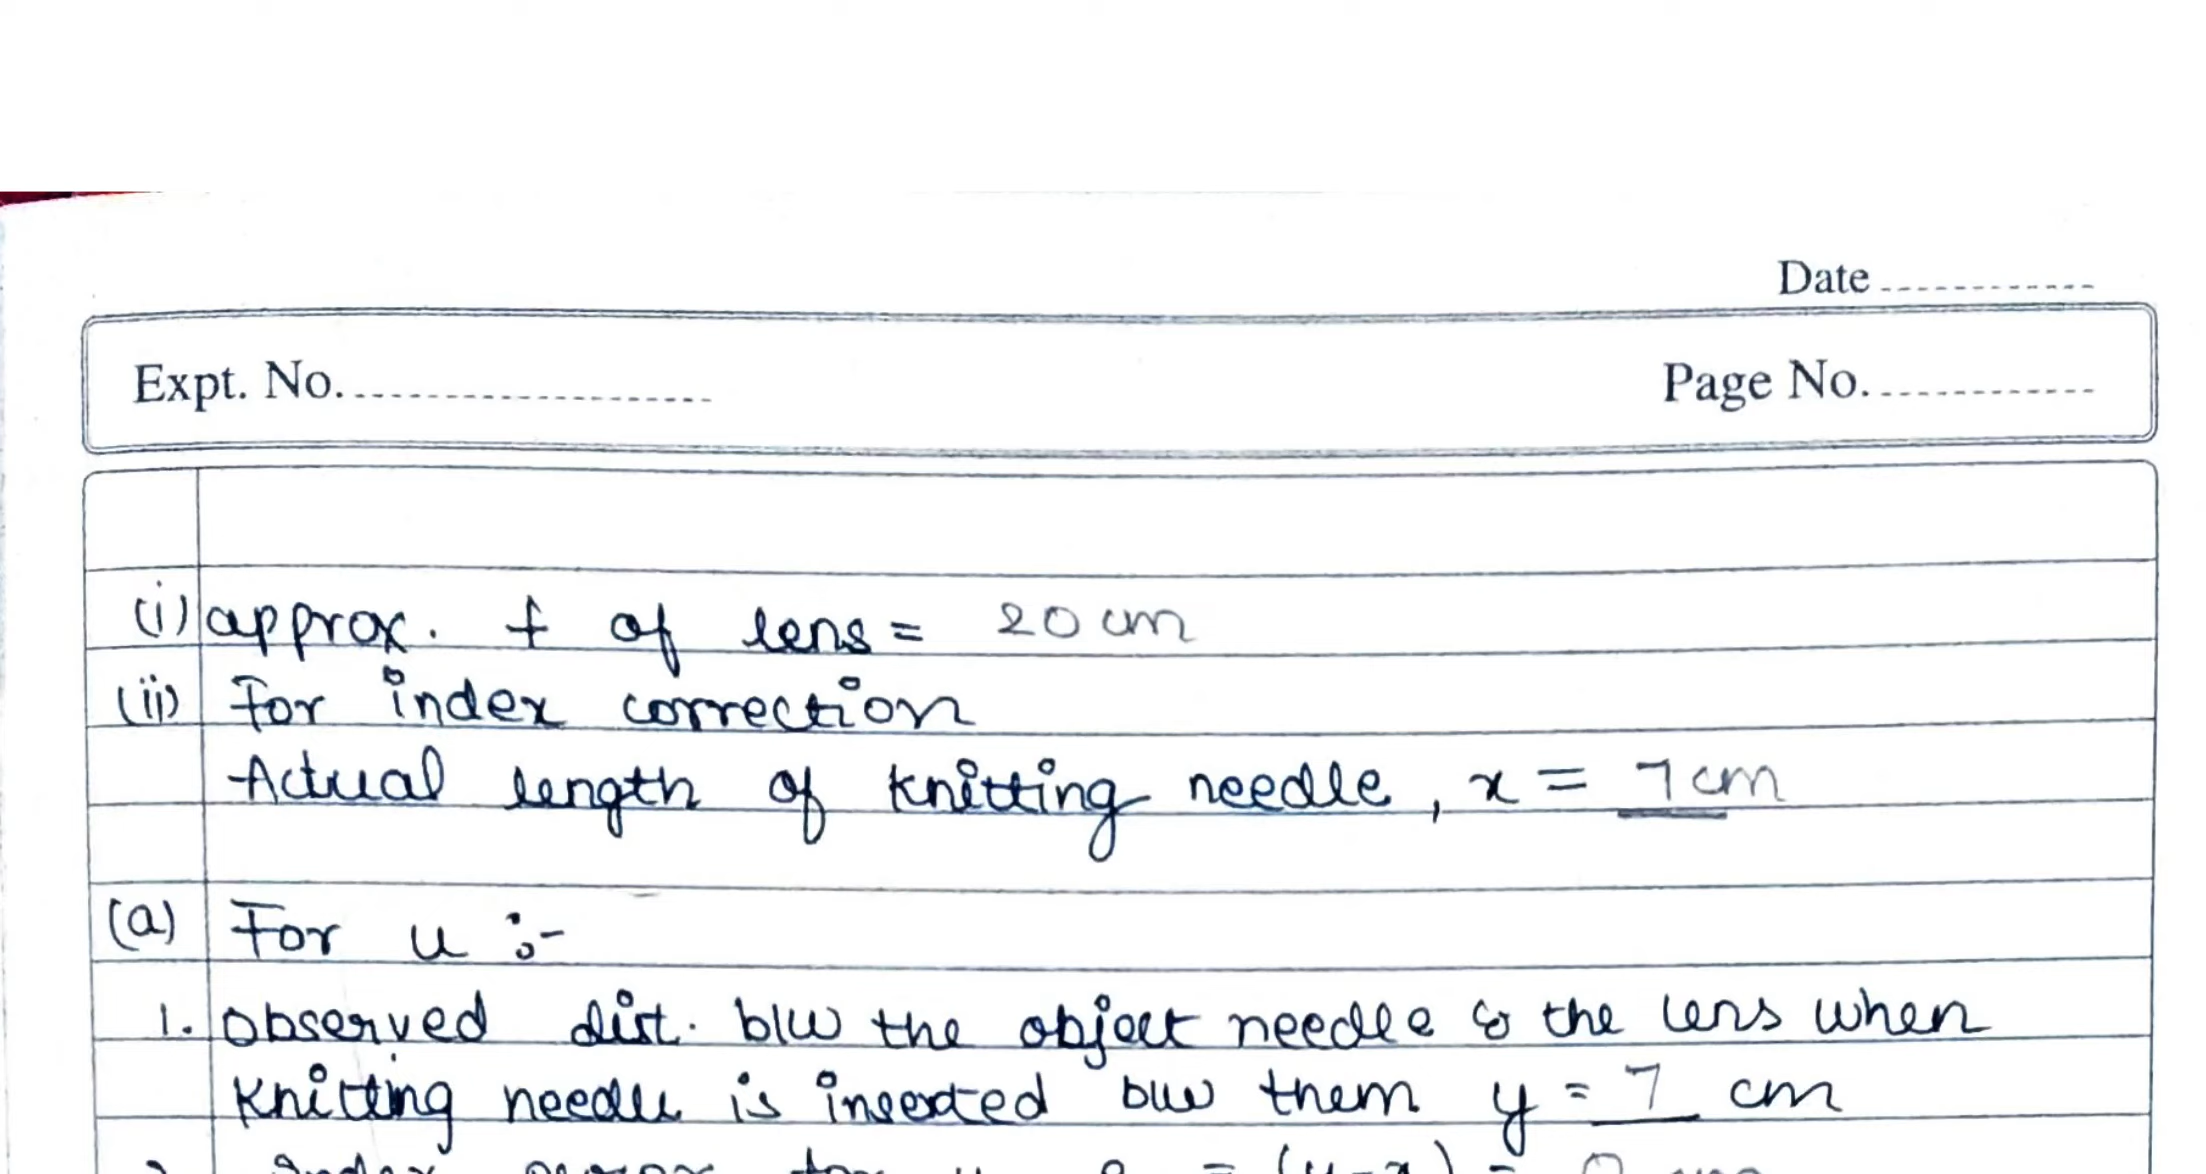 Date
Expt. No.
Page No.
(i) approx. f of lens = 20 cm
(ii) For index correction
Actual length of knitting needle, x = 7 cm
(a) For u :-
1. observed dist. b/w the object needle & the lens when
knitting needle is inserted b/w them y = 7 cm